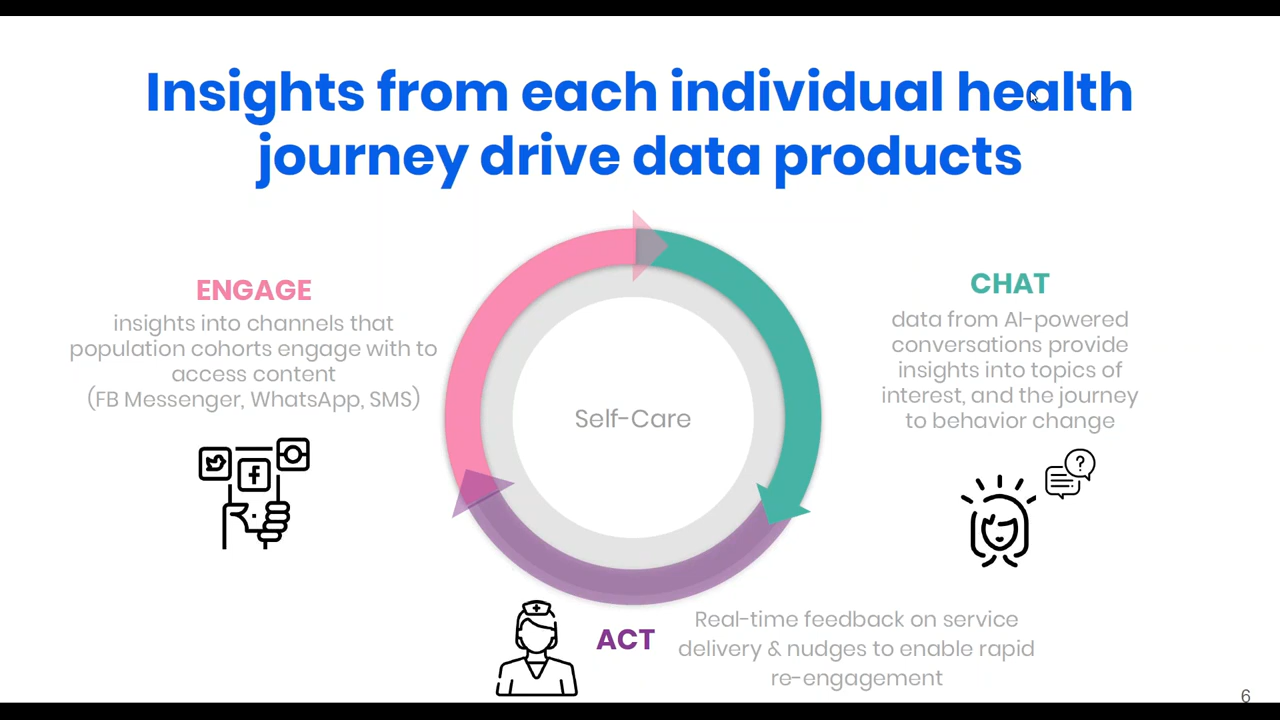 Insights from each individual health
journey drive data products
ENGAGE
insights into channels that
population cohorts engage with to
access content
(FB Messenger, WhatsApp, SMS)
Self-Care
CHAT
data from AI-powered
conversations provide
insights into topics of
interest, and the journey
to behavior change
?
ACT
Real-time feedback on service
delivery & nudges to enable rapid
re-engagement
6